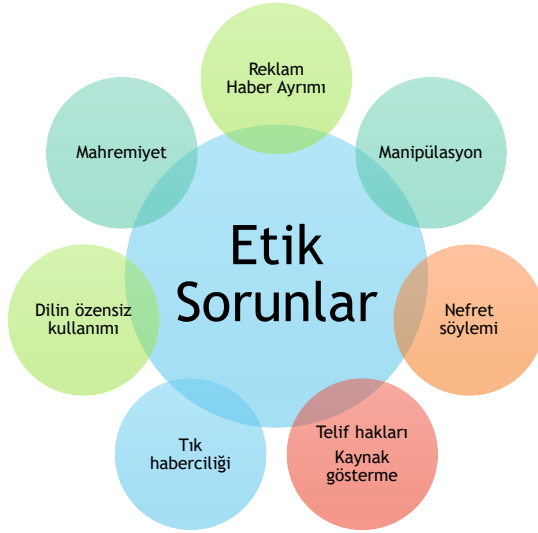 Etik
Sorunlar
Reklam
Haber Ayrımı
Manipülasyon
Nefret
söylemi
Telif hakları
Kaynak
gösterme
Tık
haberciliği
Dilin özensiz
kullanımı
Mahremiyet